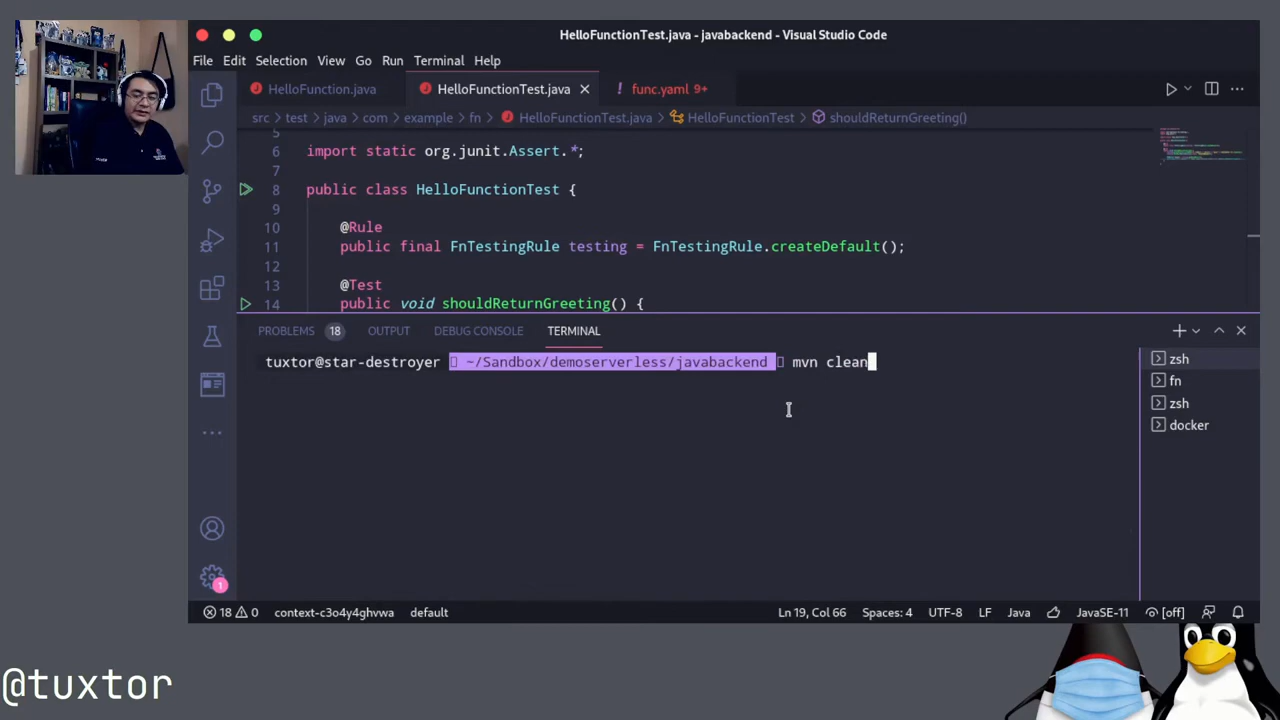 HelloFunctionTest.java - javabackend - Visual Studio Code
File Edit Selection View Go Run Terminal Help
HelloFunction.java HelloFunctionTest.java func.yaml 9+
src > test > java > com > example > fn > HelloFunctionTest.java > HelloFunctionTest > shouldReturnGreeting()
5
6 import static org.junit.Assert.*;
7
8 public class HelloFunctionTest {
9
10 @Rule
11 public final FnTestingRule testing = FnTestingRule.createDefault();
12
13 @Test
14 public void shouldReturnGreeting() {
PROBLEMS 18 OUTPUT DEBUG CONSOLE TERMINAL
tuxtor@star-destroyer ~/Sandbox/demoserverless/javabackend mvn clean
zsh
fn
zsh
docker
1
18 0 context-c3o4y4ghvwa default Ln 19, Col 66 Spaces: 4 UTF-8 LF Java JavaSE-11 [off]
@tuxtor